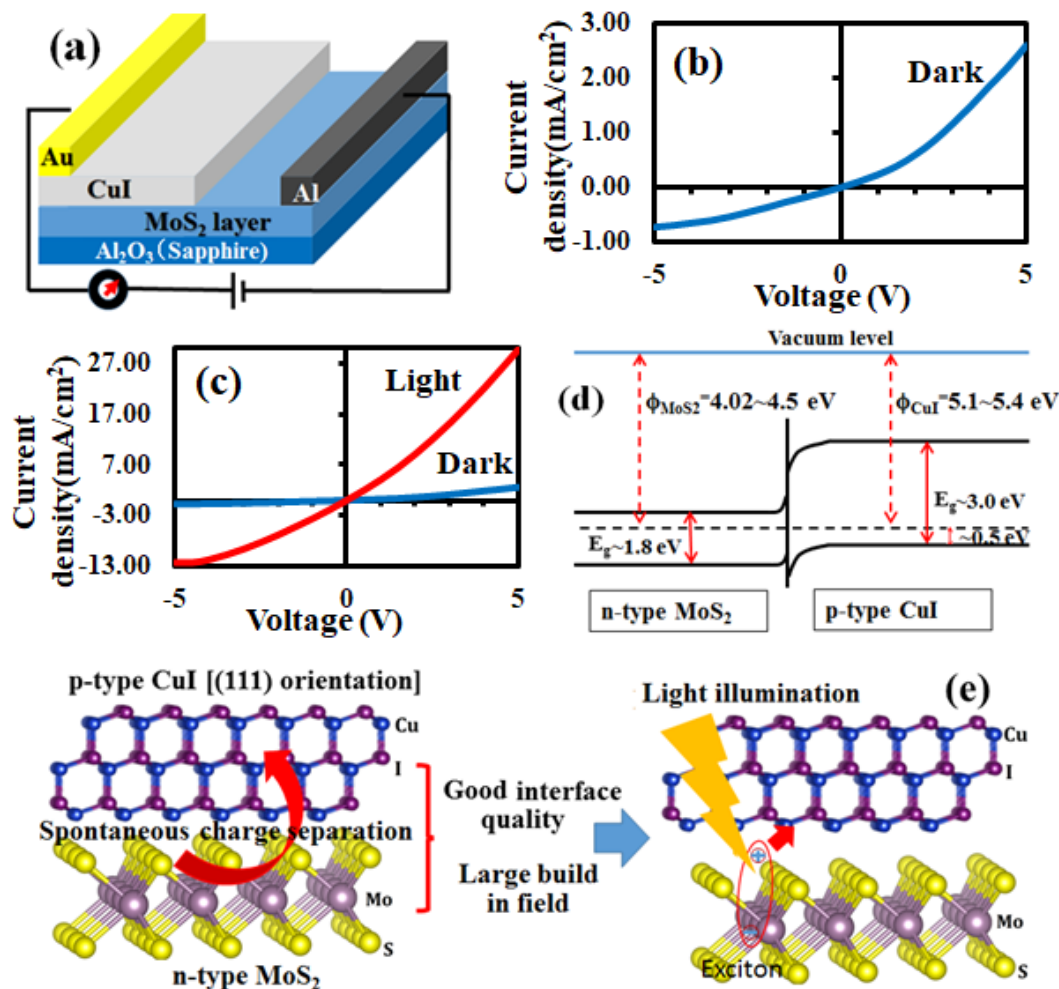 (a)
Au
CuI
Al
MoS₂ layer
Al₂O₃ (Sapphire)
(b)
Dark
Current
density(mA/cm²)
3.00
2.00
1.00
0.00
-1.00
-5
0
5
Voltage (V)
(c)
Light
Dark
Current
density(mA/cm²)
27.00
17.00
7.00
-3.00
-13.00
-5
0
5
Voltage (V)
Vacuum level
(d)
ϕMoS2=4.02~4.5 eV
ϕCuI=5.1~5.4 eV
Eg~3.0 eV
~0.5 eV
Eg~1.8 eV
n-type MoS₂
p-type CuI
p-type CuI [(111) orientation]
Cu
I
Spontaneous charge separation
Mo
S
n-type MoS₂
Good interface
quality
Large build
in field
Light illumination
(e)
Cu
I
Mo
Exciton
S